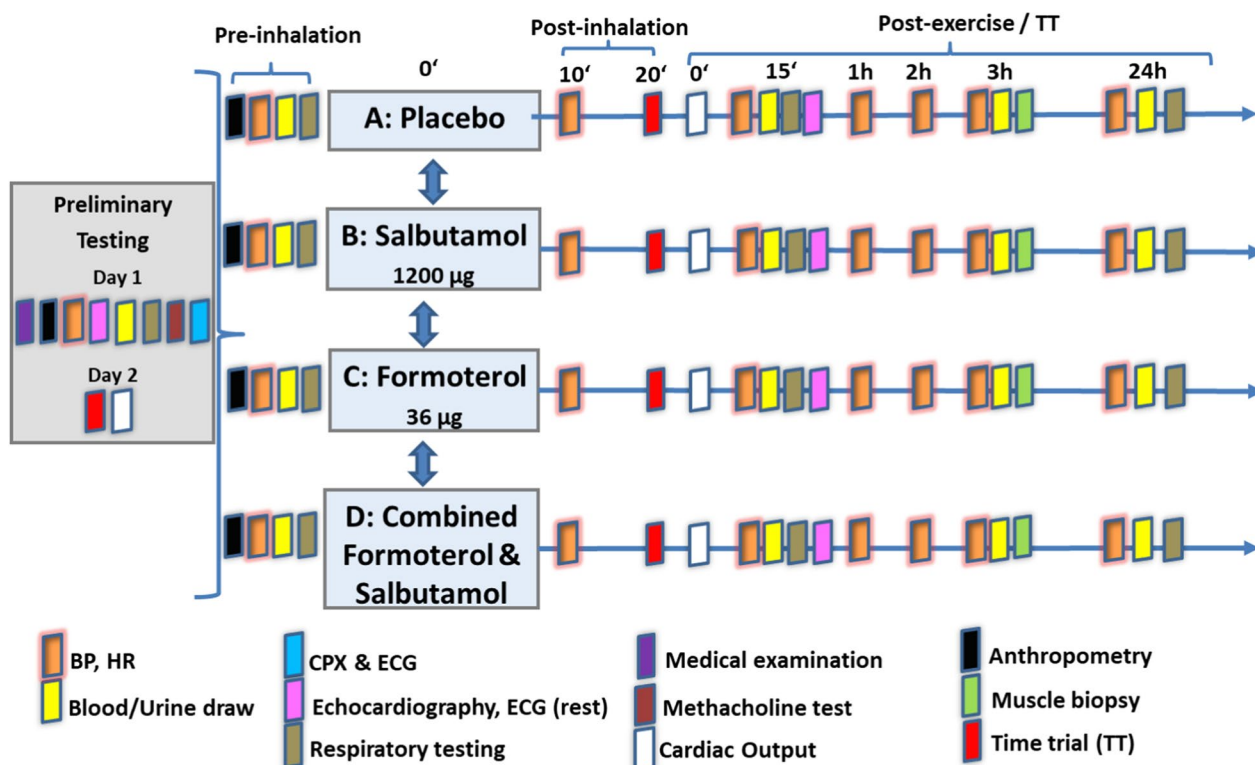 Pre-inhalation
Post-inhalation
Post-exercise / TT
0‘
10‘
20‘
0‘
15‘
1h
2h
3h
24h
A: Placebo
Preliminary
Testing
Day 1
Day 2
B: Salbutamol
1200 µg
C: Formoterol
36 µg
D: Combined
Formoterol &
Salbutamol
BP, HR
Blood/Urine draw
CPX & ECG
Echocardiography, ECG (rest)
Respiratory testing
Medical examination
Methacholine test
Cardiac Output
Anthropometry
Muscle biopsy
Time trial (TT)